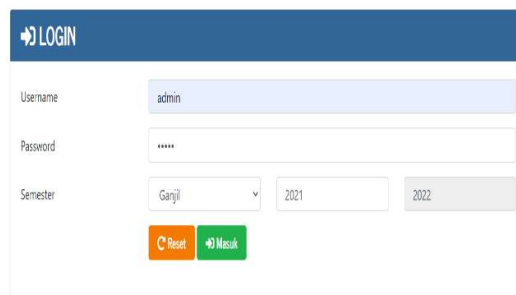 LOGIN
Username admin
Password •••••
Semester Ganjil 2021 2022
Reset Masuk